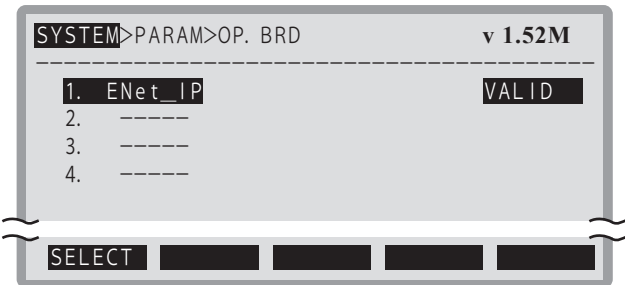 SYSTEM>PARAM>OP. BRD v 1.52M
1. ENet_IP VALID
2. -----
3. -----
4. -----
SELECT